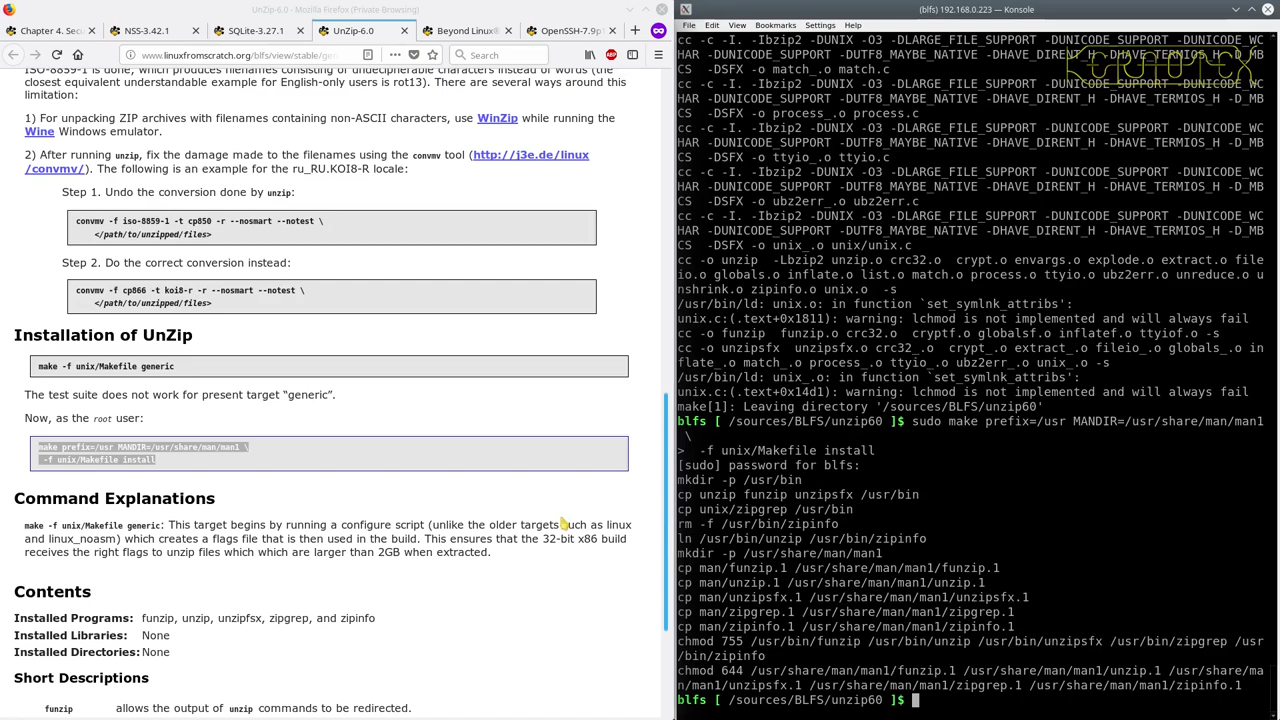 UnZip-6.0 - Mozilla Firefox (Private Browsing)
Chapter 4. Sec
NSS-3.42.1
SQLite-3.27.1
UnZip-6.0
Beyond Linux
OpenSSH-7.9p1
www.linuxfromscratch.org/blfs/view/stable/ge
Search
ISO-8859-1 is done, which produces filenames consisting of undecipherable characters instead of words (the
closest equivalent understandable example for English-only users is rot13). There are several ways around this
limitation:
1) For unpacking ZIP archives with filenames containing non-ASCII characters, use WinZip while running the
Wine Windows emulator.
2) After running unzip, fix the damage made to the filenames using the convmv tool (http://j3e.de/linux
/convmv/). The following is an example for the ru_RU.KOI8-R locale:
Step 1. Undo the conversion done by unzip:
convmv -f iso-8859-1 -t cp850 -r --nosmart --notest \
</path/to/unzipped/files>
Step 2. Do the correct conversion instead:
convmv -f cp866 -t koi8-r -r --nosmart --notest \
</path/to/unzipped/files>
Installation of UnZip
make -f unix/Makefile generic
The test suite does not work for present target “generic”.
Now, as the root user:
make prefix=/usr MANDIR=/usr/share/man/man1 \
-f unix/Makefile install
Command Explanations
make -f unix/Makefile generic: This target begins by running a configure script (unlike the older targets such as linux
and linux_noasm) which creates a flags file that is then used in the build. This ensures that the 32-bit x86 build
receives the right flags to unzip files which which are larger than 2GB when extracted.
Contents
Installed Programs: funzip, unzip, unzipfsx, zipgrep, and zipinfo
Installed Libraries: None
Installed Directories: None
Short Descriptions
funzip allows the output of unzip commands to be redirected.
(blfs) 192.168.0.223 — Konsole
File Edit View Bookmarks Settings Help
cc -c -I. -Ibzip2 -DUNIX -O3 -DLARGE_FILE_SUPPORT -DUNICODE_SUPPORT -DUNICODE_WC
HAR -DUNICODE_SUPPORT -DUTF8_MAYBE_NATIVE -DHAVE_DIRENT_H -DHAVE_TERMIOS_H -D_MB
CS  -DSFX -o match_.o match.c
cc -c -I. -Ibzip2 -DUNIX -O3 -DLARGE_FILE_SUPPORT -DUNICODE_SUPPORT -DUNICODE_WC
HAR -DUNICODE_SUPPORT -DUTF8_MAYBE_NATIVE -DHAVE_DIRENT_H -DHAVE_TERMIOS_H -D_MB
CS  -DSFX -o process_.o process.c
cc -c -I. -Ibzip2 -DUNIX -O3 -DLARGE_FILE_SUPPORT -DUNICODE_SUPPORT -DUNICODE_WC
HAR -DUNICODE_SUPPORT -DUTF8_MAYBE_NATIVE -DHAVE_DIRENT_H -DHAVE_TERMIOS_H -D_MB
CS  -DSFX -o ttyio_.o ttyio.c
cc -c -I. -Ibzip2 -DUNIX -O3 -DLARGE_FILE_SUPPORT -DUNICODE_SUPPORT -DUNICODE_WC
HAR -DUNICODE_SUPPORT -DUTF8_MAYBE_NATIVE -DHAVE_DIRENT_H -DHAVE_TERMIOS_H -D_MB
CS  -DSFX -o ubz2err_.o ubz2err.c
cc -c -I. -Ibzip2 -DUNIX -O3 -DLARGE_FILE_SUPPORT -DUNICODE_SUPPORT -DUNICODE_WC
HAR -DUNICODE_SUPPORT -DUTF8_MAYBE_NATIVE -DHAVE_DIRENT_H -DHAVE_TERMIOS_H -D_MB
CS  -DSFX -o unix_.o unix/unix.c
cc -o unzip  -Lbzip2 unzip.o crc32.o  crypt.o envargs.o explode.o extract.o file
io.o globals.o inflate.o list.o match.o process.o ttyio.o ubz2err.o unreduce.o u
nshrink.o zipinfo.o unix.o  -s
/usr/bin/ld: unix.o: in function `set_symlnk_attribs':
unix.c:(.text+0x1811): warning: lchmod is not implemented and will always fail
cc -o funzip  funzip.o crc32.o  cryptf.o globalsf.o inflatef.o ttyiof.o -s
cc -o unzipsfx  unzipsfx.o crc32_.o  crypt_.o extract_.o fileio_.o globals_.o in
flate_.o match_.o process_.o ttyio_.o ubz2err_.o unix_.o -s
/usr/bin/ld: unix_.o: in function `set_symlnk_attribs':
unix.c:(.text+0x14d1): warning: lchmod is not implemented and will always fail
make[1]: Leaving directory '/sources/BLFS/unzip60'
blfs [ /sources/BLFS/unzip60 ]$ sudo make prefix=/usr MANDIR=/usr/share/man/man1
\
>  -f unix/Makefile install
[sudo] password for blfs:
mkdir -p /usr/bin
cp unzip funzip unzipsfx /usr/bin
cp unix/zipgrep /usr/bin
rm -f /usr/bin/zipinfo
ln /usr/bin/unzip /usr/bin/zipinfo
mkdir -p /usr/share/man/man1
cp man/funzip.1 /usr/share/man/man1/funzip.1
cp man/unzip.1 /usr/share/man/man1/unzip.1
cp man/unzipsfx.1 /usr/share/man/man1/unzipsfx.1
cp man/zipgrep.1 /usr/share/man/man1/zipgrep.1
cp man/zipinfo.1 /usr/share/man/man1/zipinfo.1
chmod 755 /usr/bin/funzip /usr/bin/unzip /usr/bin/unzipsfx /usr/bin/zipgrep /usr
/bin/zipinfo
chmod 644 /usr/share/man/man1/funzip.1 /usr/share/man/man1/unzip.1 /usr/share/ma
n/man1/unzipsfx.1 /usr/share/man/man1/zipgrep.1 /usr/share/man/man1/zipinfo.1
blfs [ /sources/BLFS/unzip60 ]$